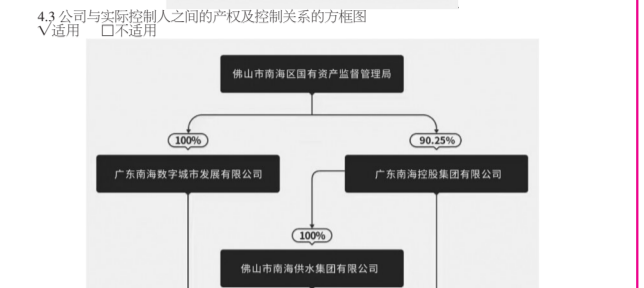 4.3 公司与实际控制人之间的产权及控制关系的方框图
√适用 □不适用
佛山市南海区国有资产监督管理局
100% 90.25%
广东南海数字城市发展有限公司 广东南海控股集团有限公司
100%
佛山市南海供水集团有限公司